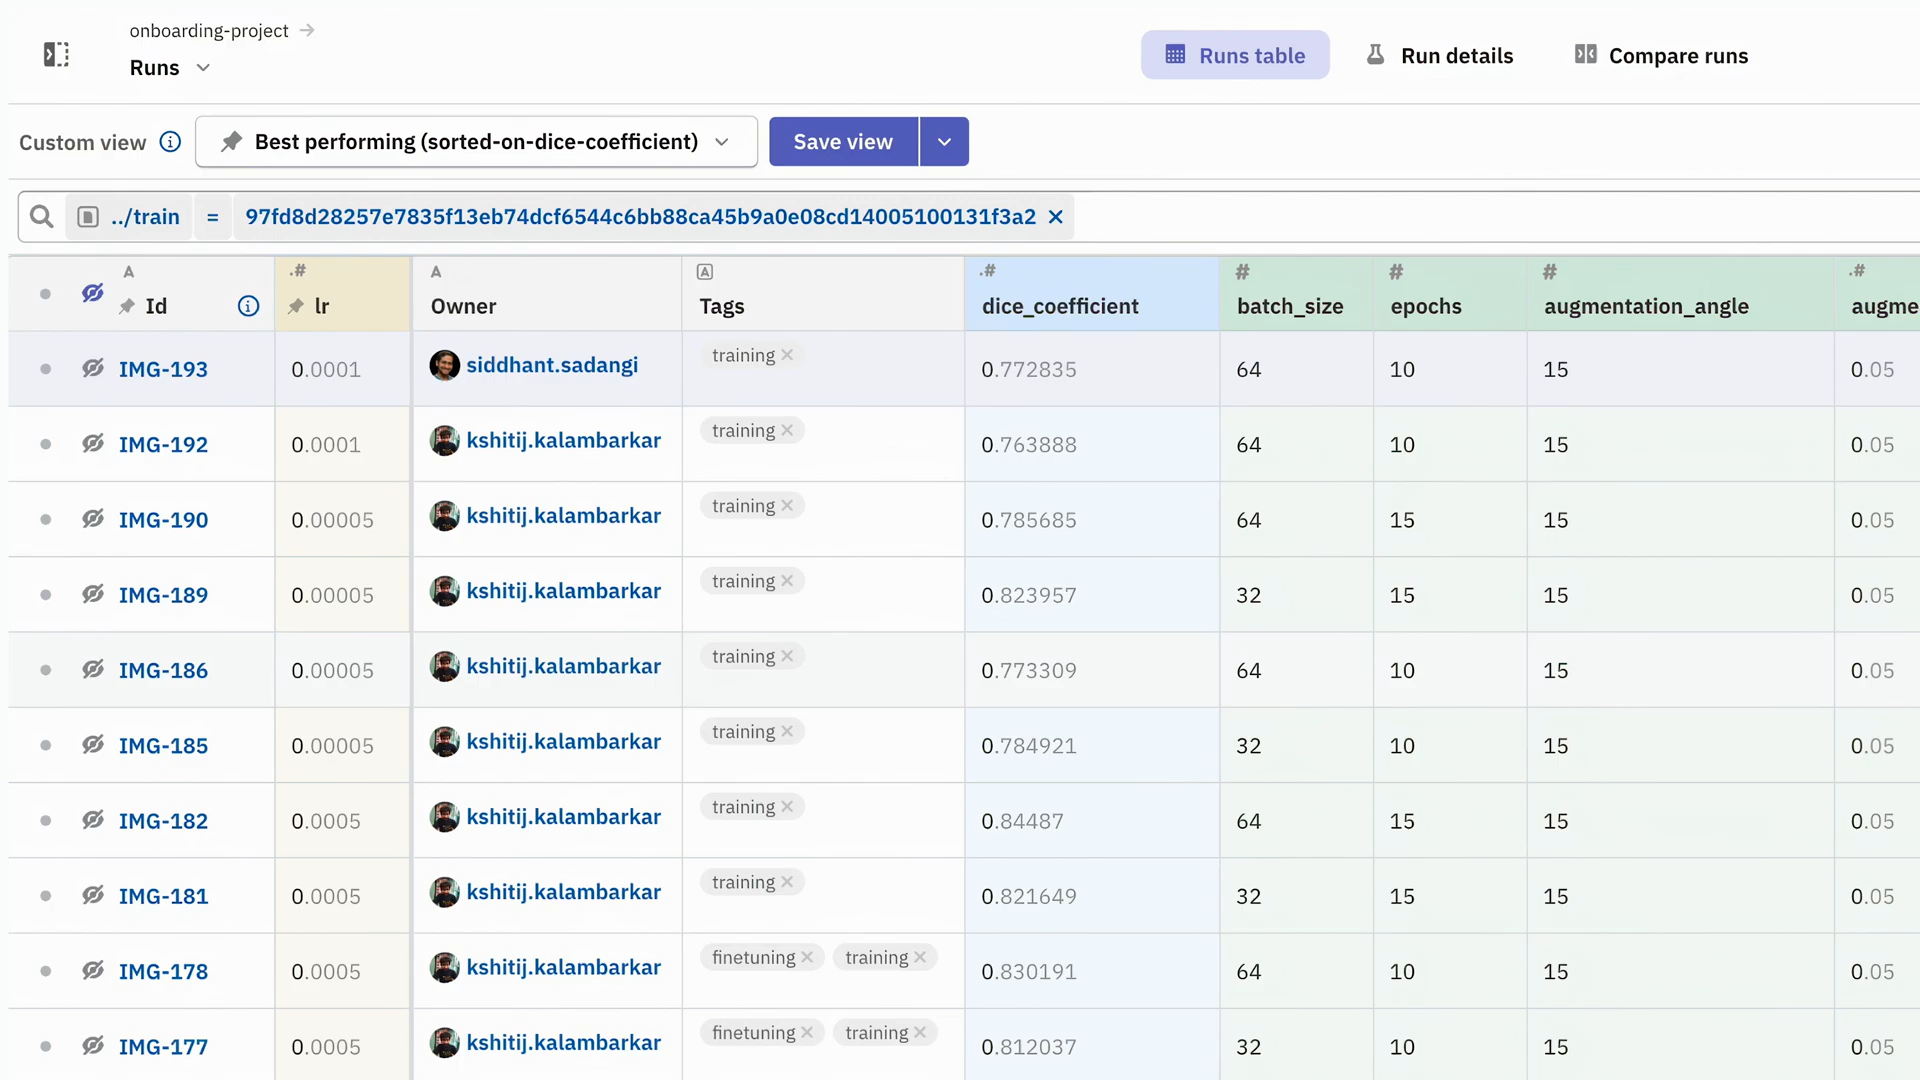 onboarding-project
Runs
Runs table
Run details
Compare runs
Custom view
Best performing (sorted-on-dice-coefficient)
Save view
../train = 97fd8d28257e7835f13eb74dcf6544c6bb88ca45b9a0e08cd14005100131f3a2
A .# A A .# # # # .#
Id lr Owner Tags dice_coefficient batch_size epochs augmentation_angle augme
IMG-193 0.0001 siddhant.sadangi training 0.772835 64 10 15 0.05
IMG-192 0.0001 kshitij.kalambarkar training 0.763888 64 10 15 0.05
IMG-190 0.00005 kshitij.kalambarkar training 0.785685 64 15 15 0.05
IMG-189 0.00005 kshitij.kalambarkar training 0.823957 32 15 15 0.05
IMG-186 0.00005 kshitij.kalambarkar training 0.773309 64 10 15 0.05
IMG-185 0.00005 kshitij.kalambarkar training 0.784921 32 10 15 0.05
IMG-182 0.0005 kshitij.kalambarkar training 0.84487 64 15 15 0.05
IMG-181 0.0005 kshitij.kalambarkar training 0.821649 32 15 15 0.05
IMG-178 0.0005 kshitij.kalambarkar finetuning training 0.830191 64 10 15 0.05
IMG-177 0.0005 kshitij.kalambarkar finetuning training 0.812037 32 10 15 0.05